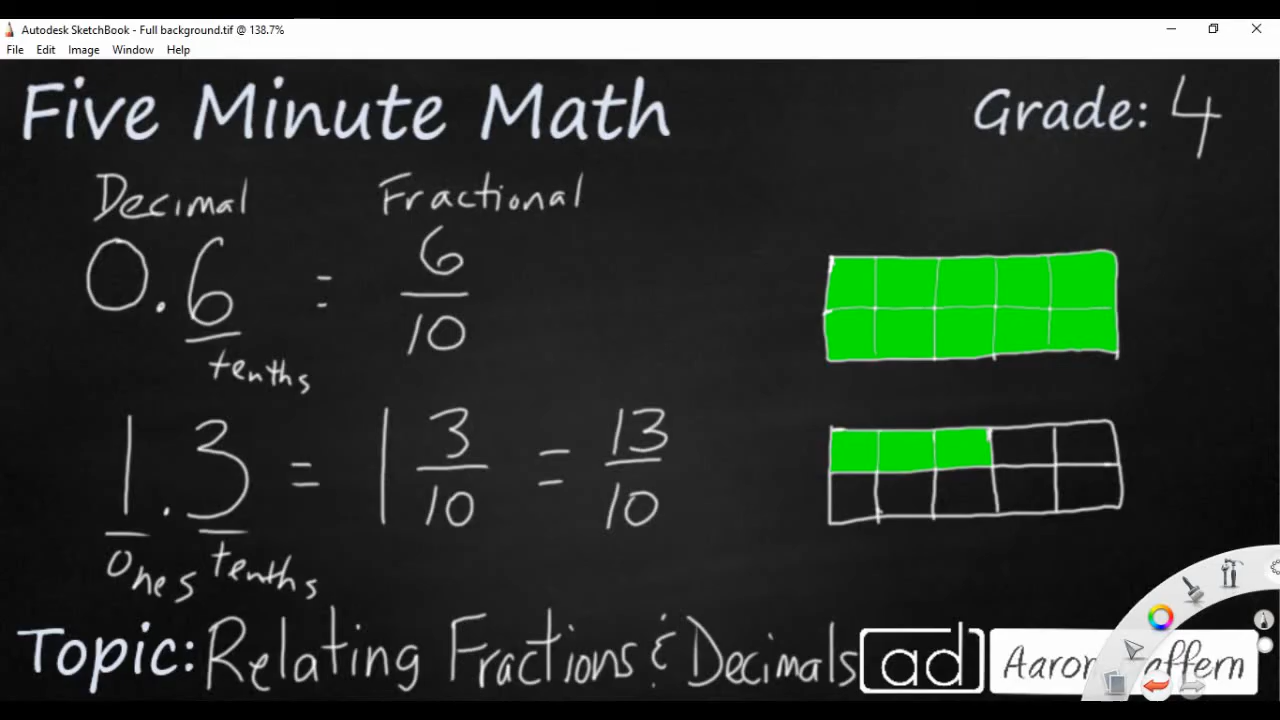 Autodesk SketchBook - Full background.tif @ 138.7%
File Edit Image Window Help
Five Minute Math
Grade: 4
Decimal Fractional
0.6 = 6/10
tenths
1.3 = 1 3/10 = 13/10
ones tenths
Topic: Relating Fractions & Decimals
ad
Aaron